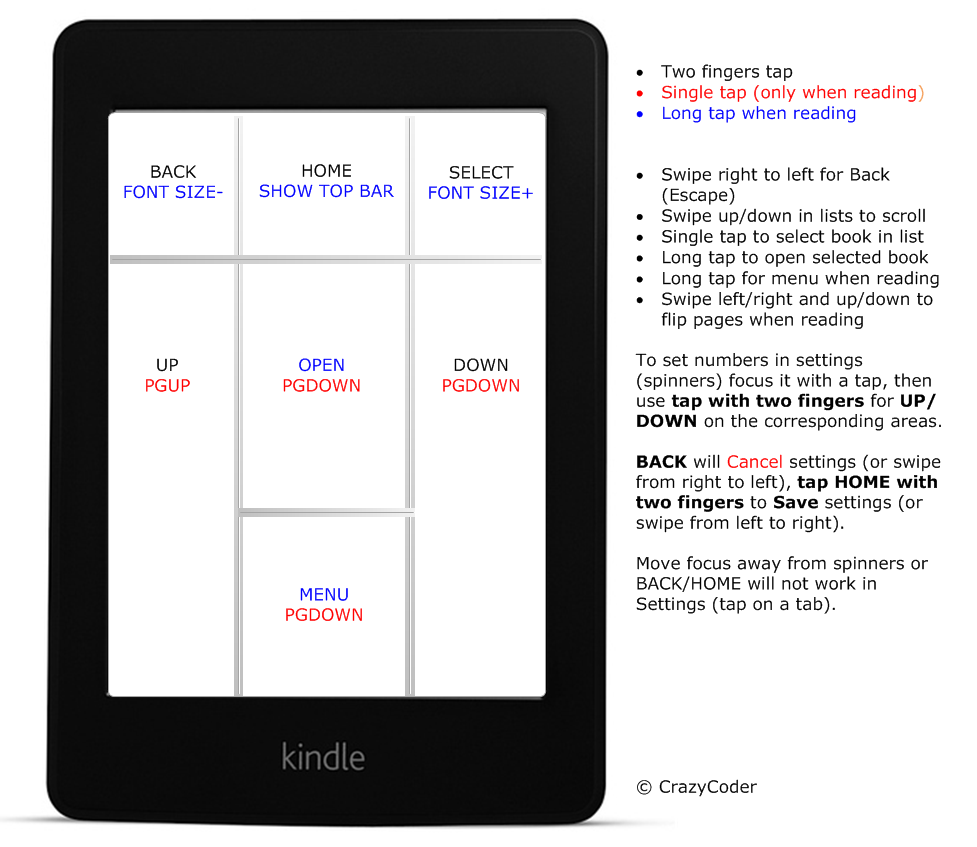 BACK
FONT SIZE-
HOME
SHOW TOP BAR
SELECT
FONT SIZE+
UP
PGUP
OPEN
PGDOWN
DOWN
PGDOWN
MENU
PGDOWN
kindle
• Two fingers tap
• Single tap (only when reading)
• Long tap when reading
• Swipe right to left for Back
(Escape)
• Swipe up/down in lists to scroll
• Single tap to select book in list
• Long tap to open selected book
• Long tap for menu when reading
• Swipe left/right and up/down to
flip pages when reading
To set numbers in settings
(spinners) focus it with a tap, then
use tap with two fingers for UP/
DOWN on the corresponding areas.
BACK will Cancel settings (or swipe
from right to left), tap HOME with
two fingers to Save settings (or
swipe from left to right).
Move focus away from spinners or
BACK/HOME will not work in
Settings (tap on a tab).
© CrazyCoder